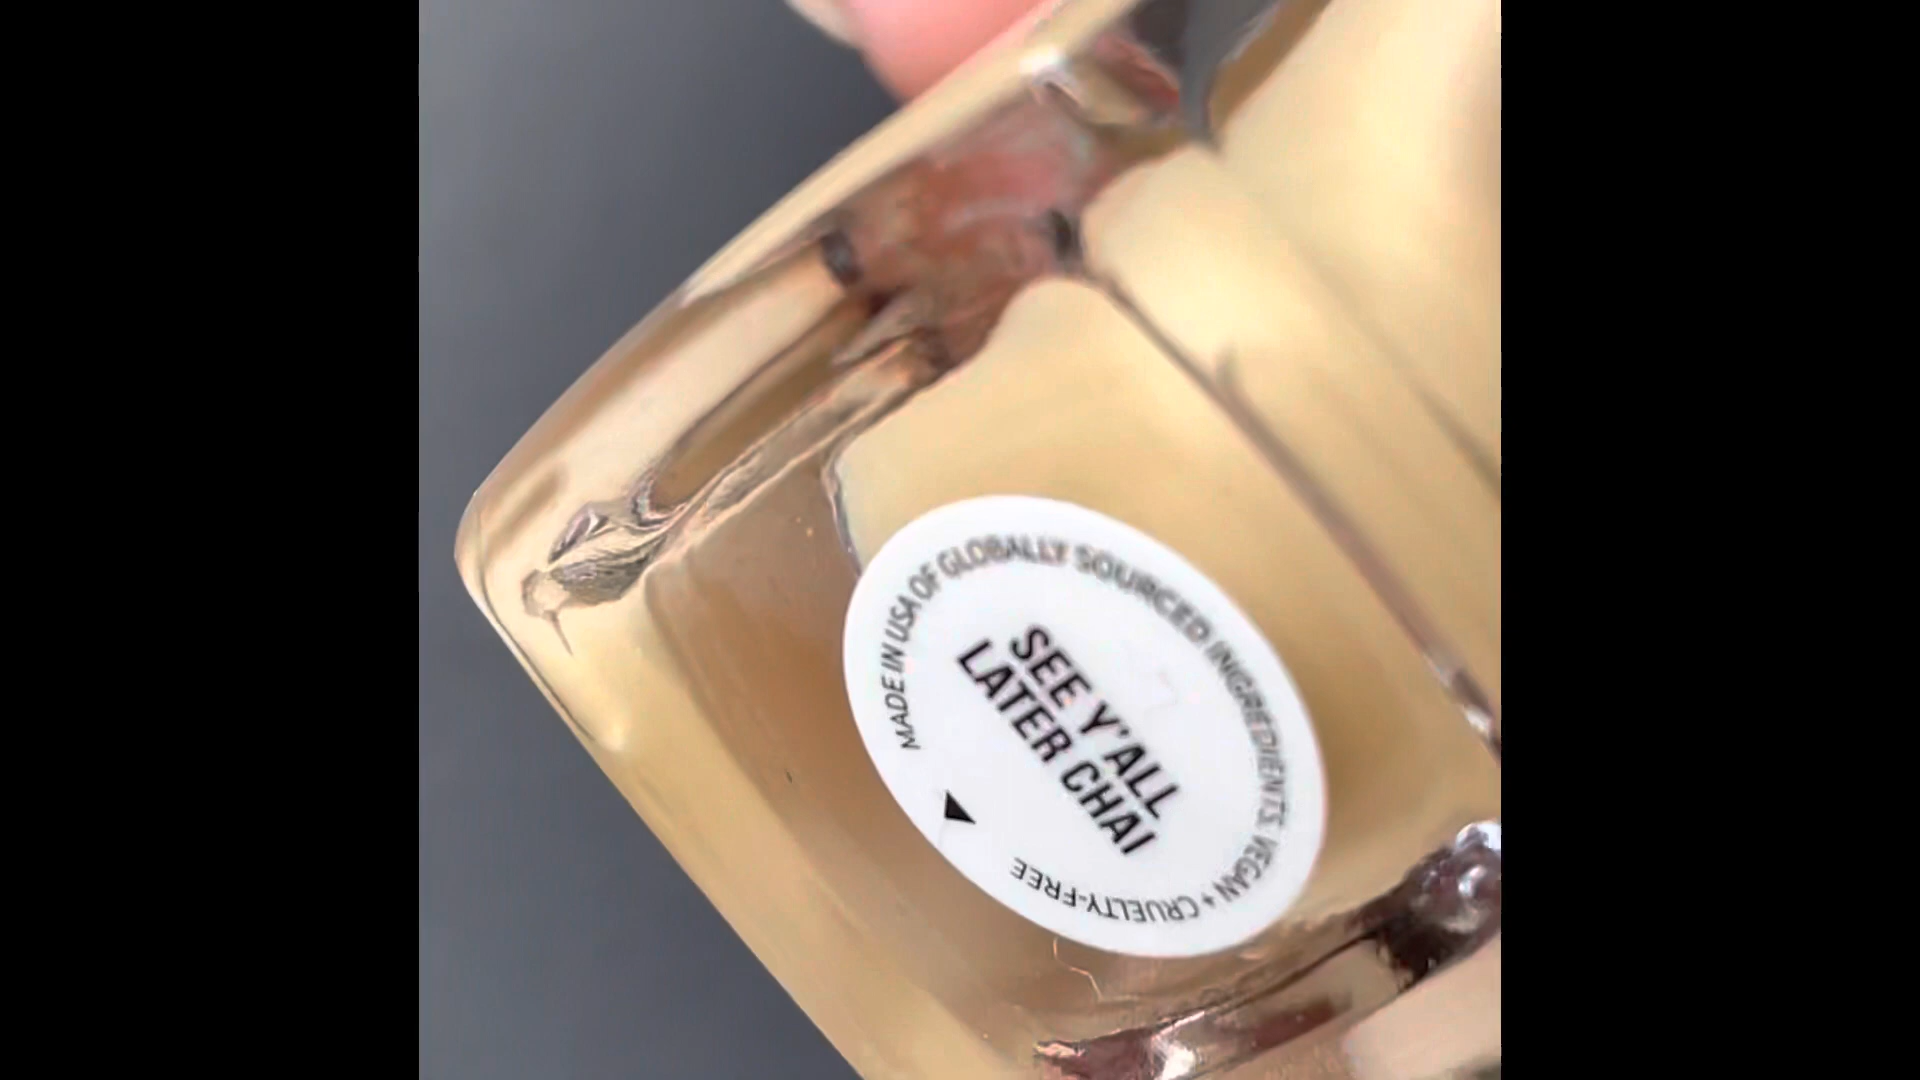 MADE IN USA OF GLOBALLY SOURCED INGREDIENTS. VEGAN + CRUELTY-FREE
SEE Y'ALL
LATER CHAI